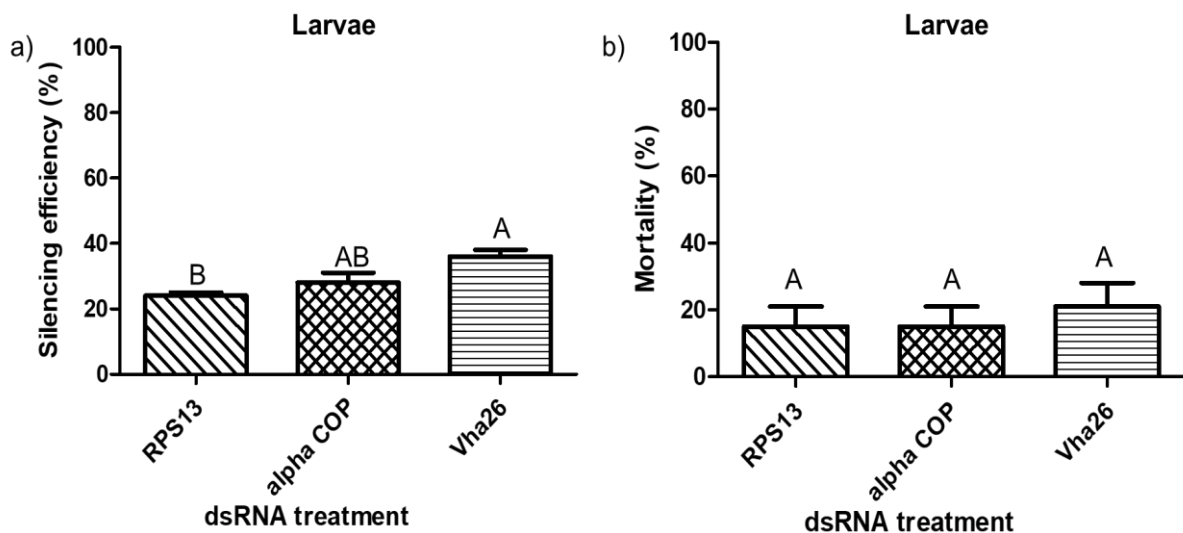 a)
Larvae
Silencing efficiency (%)
100
80
60
40
20
0
B
AB
A
RPS13
alpha COP
Vha26
dsRNA treatment
b)
Larvae
Mortality (%)
100
80
60
40
20
0
A
A
A
RPS13
alpha COP
Vha26
dsRNA treatment